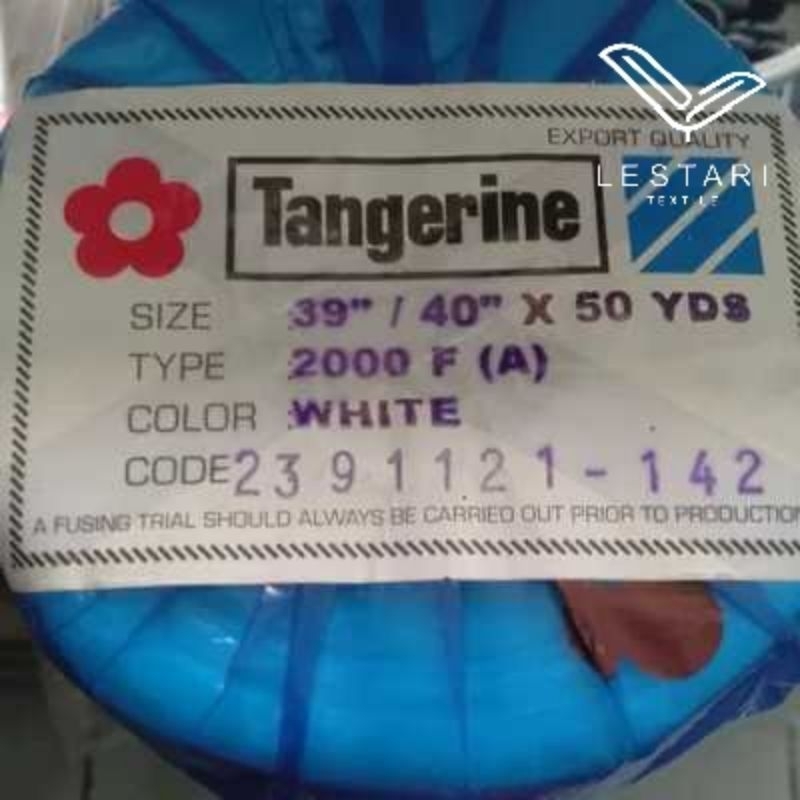 EXPORT QUALITY
LESTARI
TEXTILE
Tangerine
SIZE 39" / 40" X 50 YDS
TYPE 2000 F (A)
COLOR WHITE
CODE 2391121-142
A FUSING TRIAL SHOULD ALWAYS BE CARRIED OUT PRIOR TO PRODUCTION